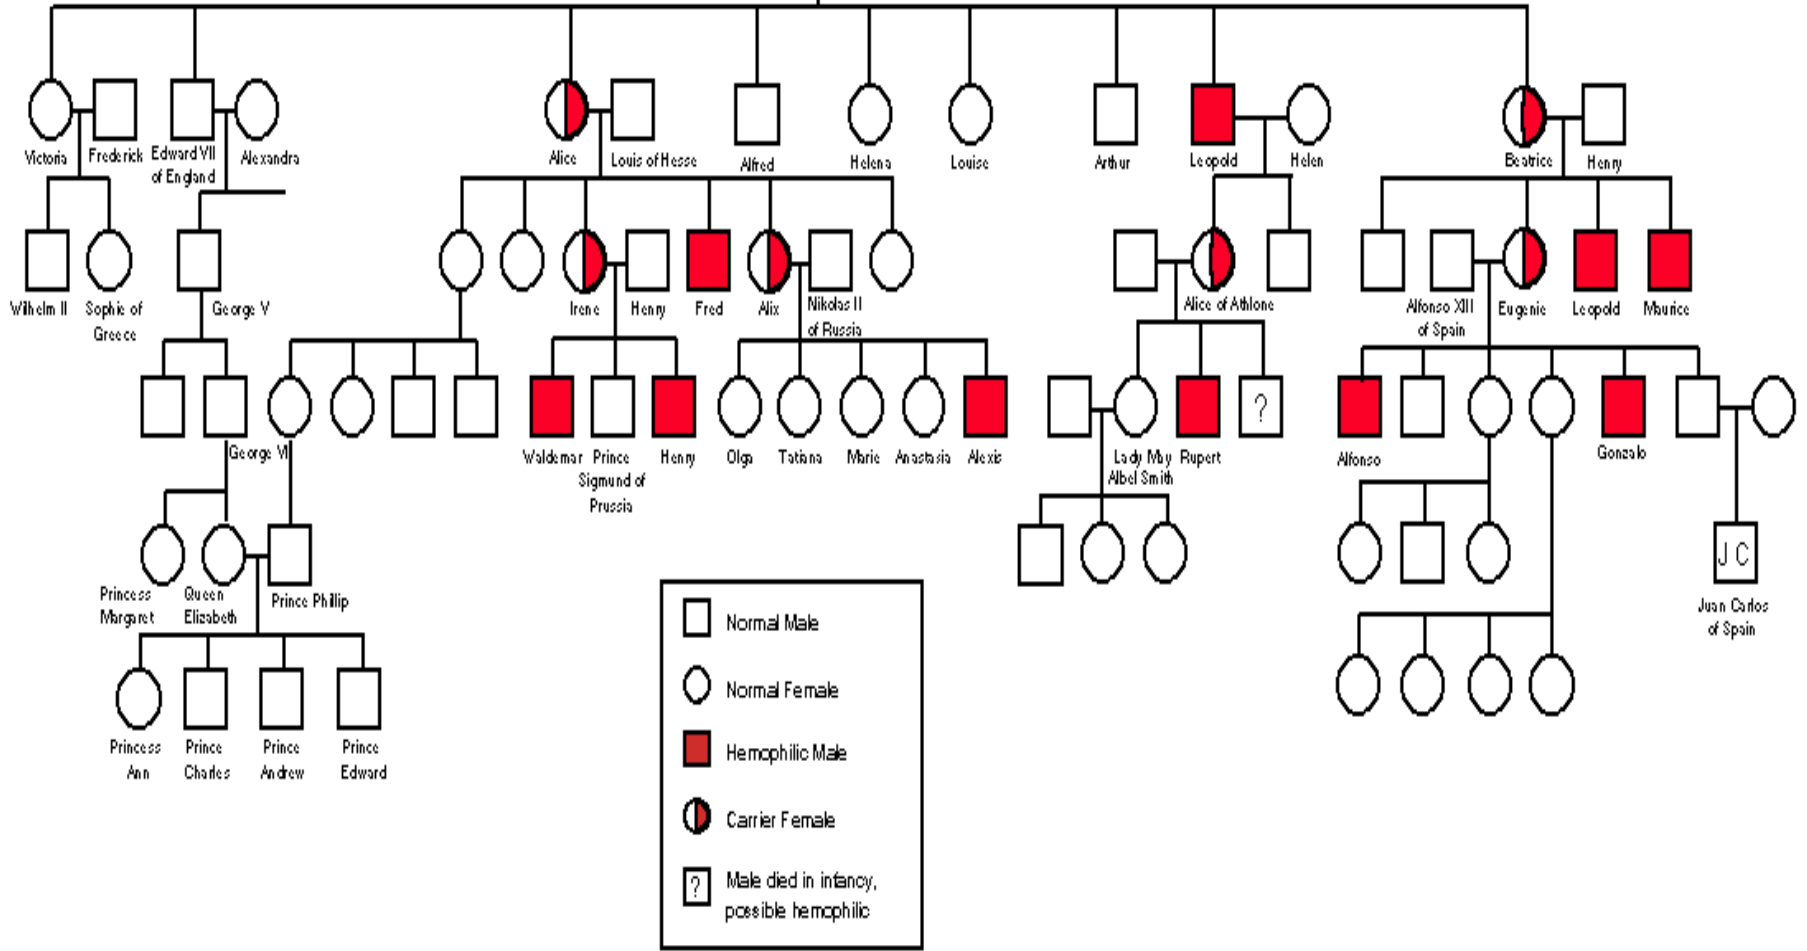 Victoria
Frederick
Edward VII
of England
Alexandra
Alice
Louis of Hesse
Alfred
Helena
Louise
Arthur
Leopold
Helen
Beatrice
Henry
Wilhelm II
Sophie of
Greece
George V
Irene
Henry
Fred
Alix
Nikolas II
of Russia
Alice of Athlone
Alfonso XIII
of Spain
Eugenie
Leopold
Maurice
?
George VI
Waldemar
Prince
Sigmund of
Prussia
Henry
Olga
Tatiana
Marie
Anastasia
Alexis
Lady May
Albel Smith
Rupert
Alfonso
Gonzalo
J C
Princess
Margaret
Queen
Elizabeth
Prince Phillip
Juan Carlos
of Spain
Princess
Ann
Prince
Charles
Prince
Andrew
Prince
Edward
Normal Male
Normal Female
Hemophilic Male
Carrier Female
?
Male died in infancy,
possible hemophilic